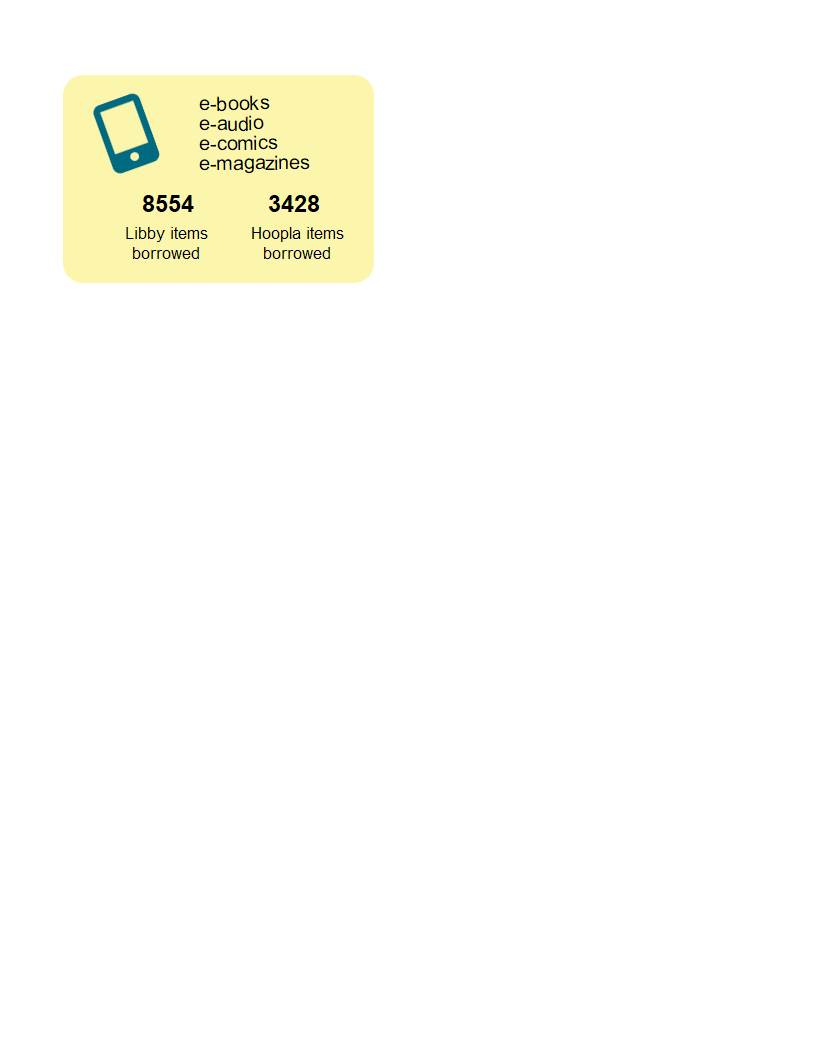 e-books
e-audio
e-comics
e-magazines
8554 3428
Libby items Hoopla items
borrowed borrowed